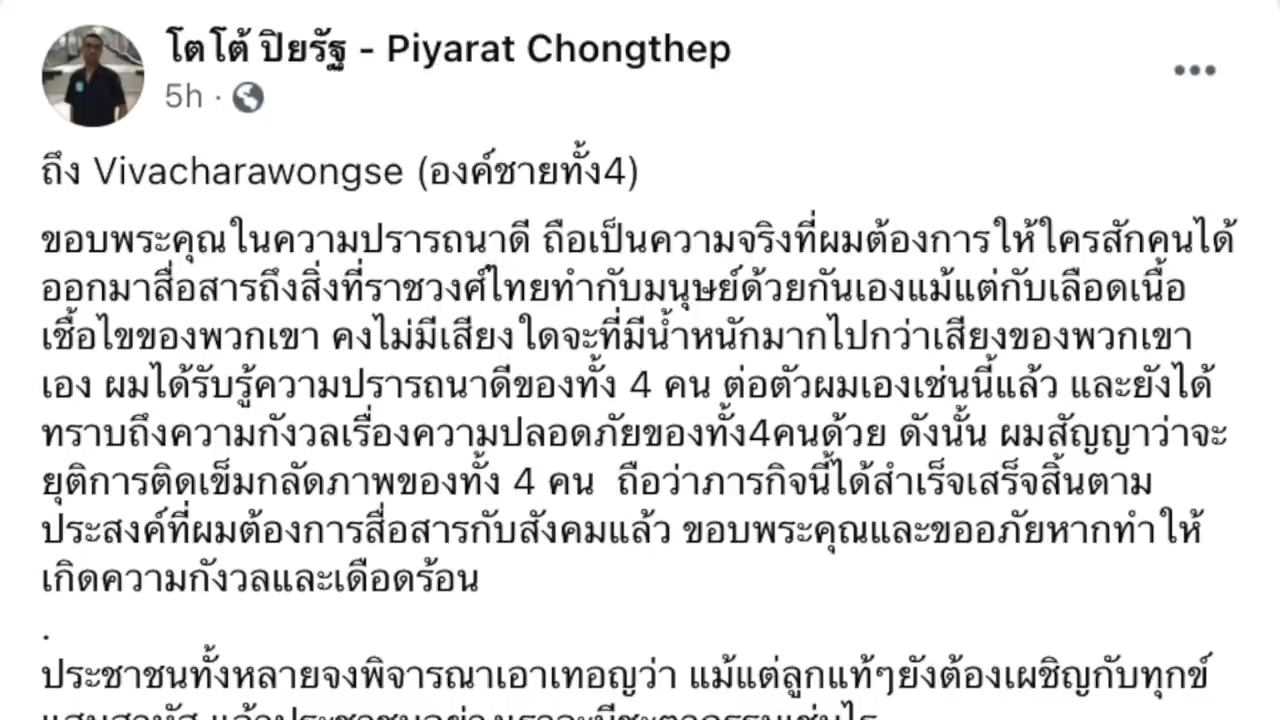 โตโต้ ปิยรัฐ - Piyarat Chongthep
5h ·
ถึง Vivacharawongse (องค์ชายทั้ง4)
ขอบพระคุณในความปรารถนาดี ถือเป็นความจริงที่ผมต้องการให้ใครสักคนได้
ออกมาสื่อสารถึงสิ่งที่ราชวงศ์ไทยทำกับมนุษย์ด้วยกันเองแม้แต่กับเลือดเนื้อ
เชื้อไขของพวกเขา คงไม่มีเสียงใดจะที่มีน้ำหนักมากไปกว่าเสียงของพวกเขา
เอง ผมได้รับรู้ความปรารถนาดีของทั้ง 4 คน ต่อตัวผมเองเช่นนี้แล้ว และยังได้
ทราบถึงความกังวลเรื่องความปลอดภัยของทั้ง4คนด้วย ดังนั้น ผมสัญญาว่าจะ
ยุติการติดเข็มกลัดภาพของทั้ง 4 คน ถือว่าภารกิจนี้ได้สำเร็จเสร็จสิ้นตาม
ประสงค์ที่ผมต้องการสื่อสารกับสังคมแล้ว ขอบพระคุณและขออภัยหากทำให้
เกิดความกังวลและเดือดร้อน
.
ประชาชนทั้งหลายจงพิจารณาเอาเทอญว่า แม้แต่ลูกแท้ๆยังต้องเผชิญกับทุกข์